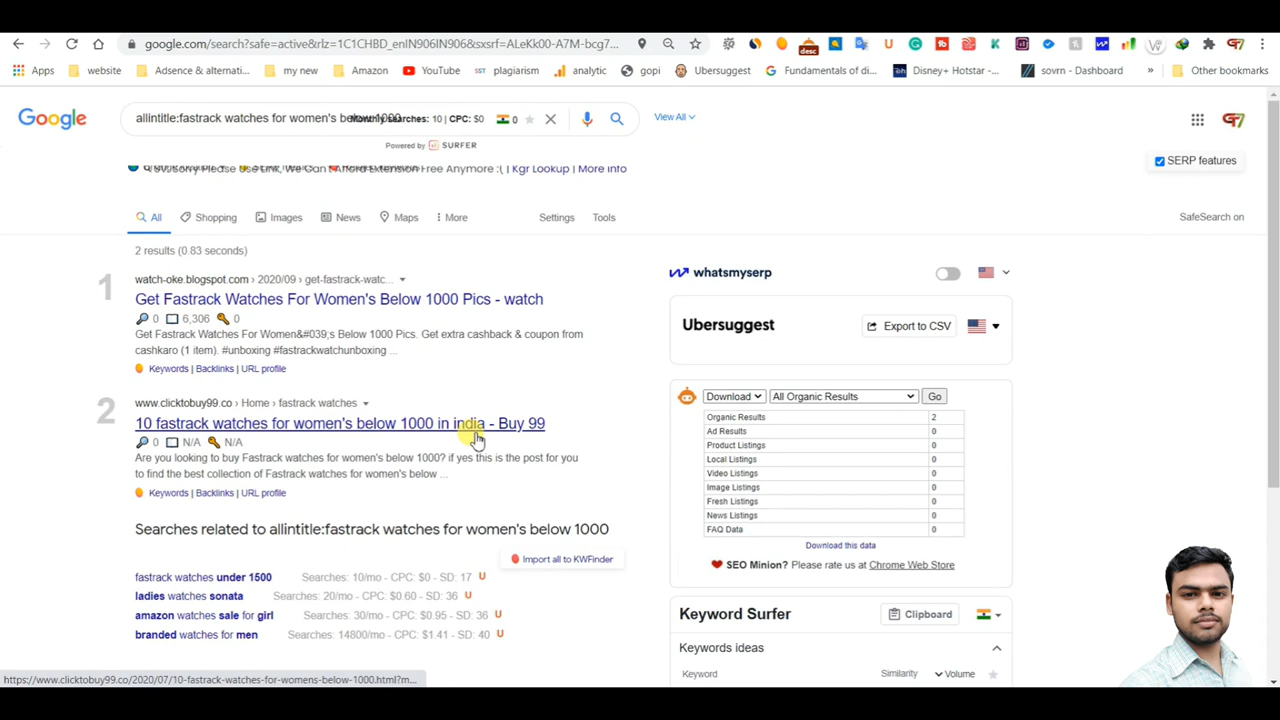 google.com/search?safe=active&rlz=1C1CHBD_enIN906IN906&sxsrf=ALeKk00-A7M-bcg7...
desc
Apps
website
Adsence & alternati...
my new
Amazon
YouTube
SST plagiarism
analytic
gopi
Ubersuggest
Fundamentals of di...
Disney+ Hotstar -...
sovrn - Dashboard
»
Other bookmarks
Google
allintitle:fastrack watches for women's below 1000
Monthly searches: 10 | CPC: $0
0
View All
Powered by SURFER
SERP features
Kgr Lookup | More Info
All
Shopping
Images
News
Maps
More
Settings
Tools
SafeSearch on
2 results (0.83 seconds)
1
watch-oke.blogspot.com › 2020/09 › get-fastrack-watc...
Get Fastrack Watches For Women's Below 1000 Pics - watch
0 6,306 0
Get Fastrack Watches For Women&#039;s Below 1000 Pics. Get extra cashback & coupon from
cashkaro (1 item). #unboxing #fastrackwatchunboxing ...
Keywords | Backlinks | URL profile
2
www.clicktobuy99.co › Home › fastrack watches
10 fastrack watches for women's below 1000 in india - Buy 99
0 N/A N/A
Are you looking to buy Fastrack watches for women's below 1000? if yes this is the post for you
to find the best collection of Fastrack watches for women's below ...
Keywords | Backlinks | URL profile
Searches related to allintitle:fastrack watches for women's below 1000
Import all to KWFinder
fastrack watches under 1500 Searches: 10/mo - CPC: $0 - SD: 17 U
ladies watches sonata Searches: 20/mo - CPC: $0.60 - SD: 36 U
amazon watches sale for girl Searches: 30/mo - CPC: $0.95 - SD: 36 U
branded watches for men Searches: 14800/mo - CPC: $1.41 - SD: 40 U
https://www.clicktobuy99.co/2020/07/10-fastrack-watches-for-womens-below-1000.html?m...
whatsmyserp
Ubersuggest
Export to CSV
Download
All Organic Results
Go
Organic Results 2
Ad Results 0
Product Listings 0
Local Listings 0
Video Listings 0
Image Listings 0
Fresh Listings 0
News Listings 0
FAQ Data 0
Download this data
SEO Minion? Please rate us at Chrome Web Store
Keyword Surfer
Clipboard
Keywords ideas
Keyword
Similarity
Volume